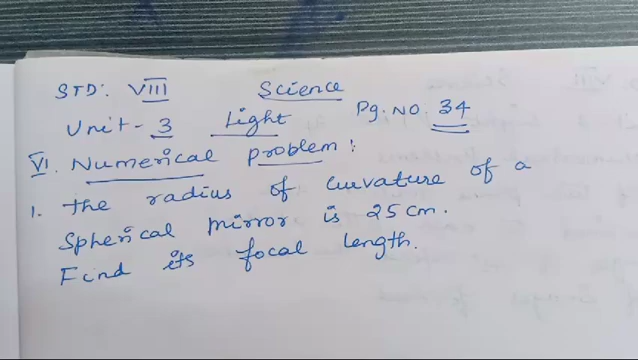 STD: VIII Science
Unit - 3 Light Pg. No. 34
VI. Numerical problem:
1. The radius of curvature of a
Spherical mirror is 25 cm.
Find its focal length.